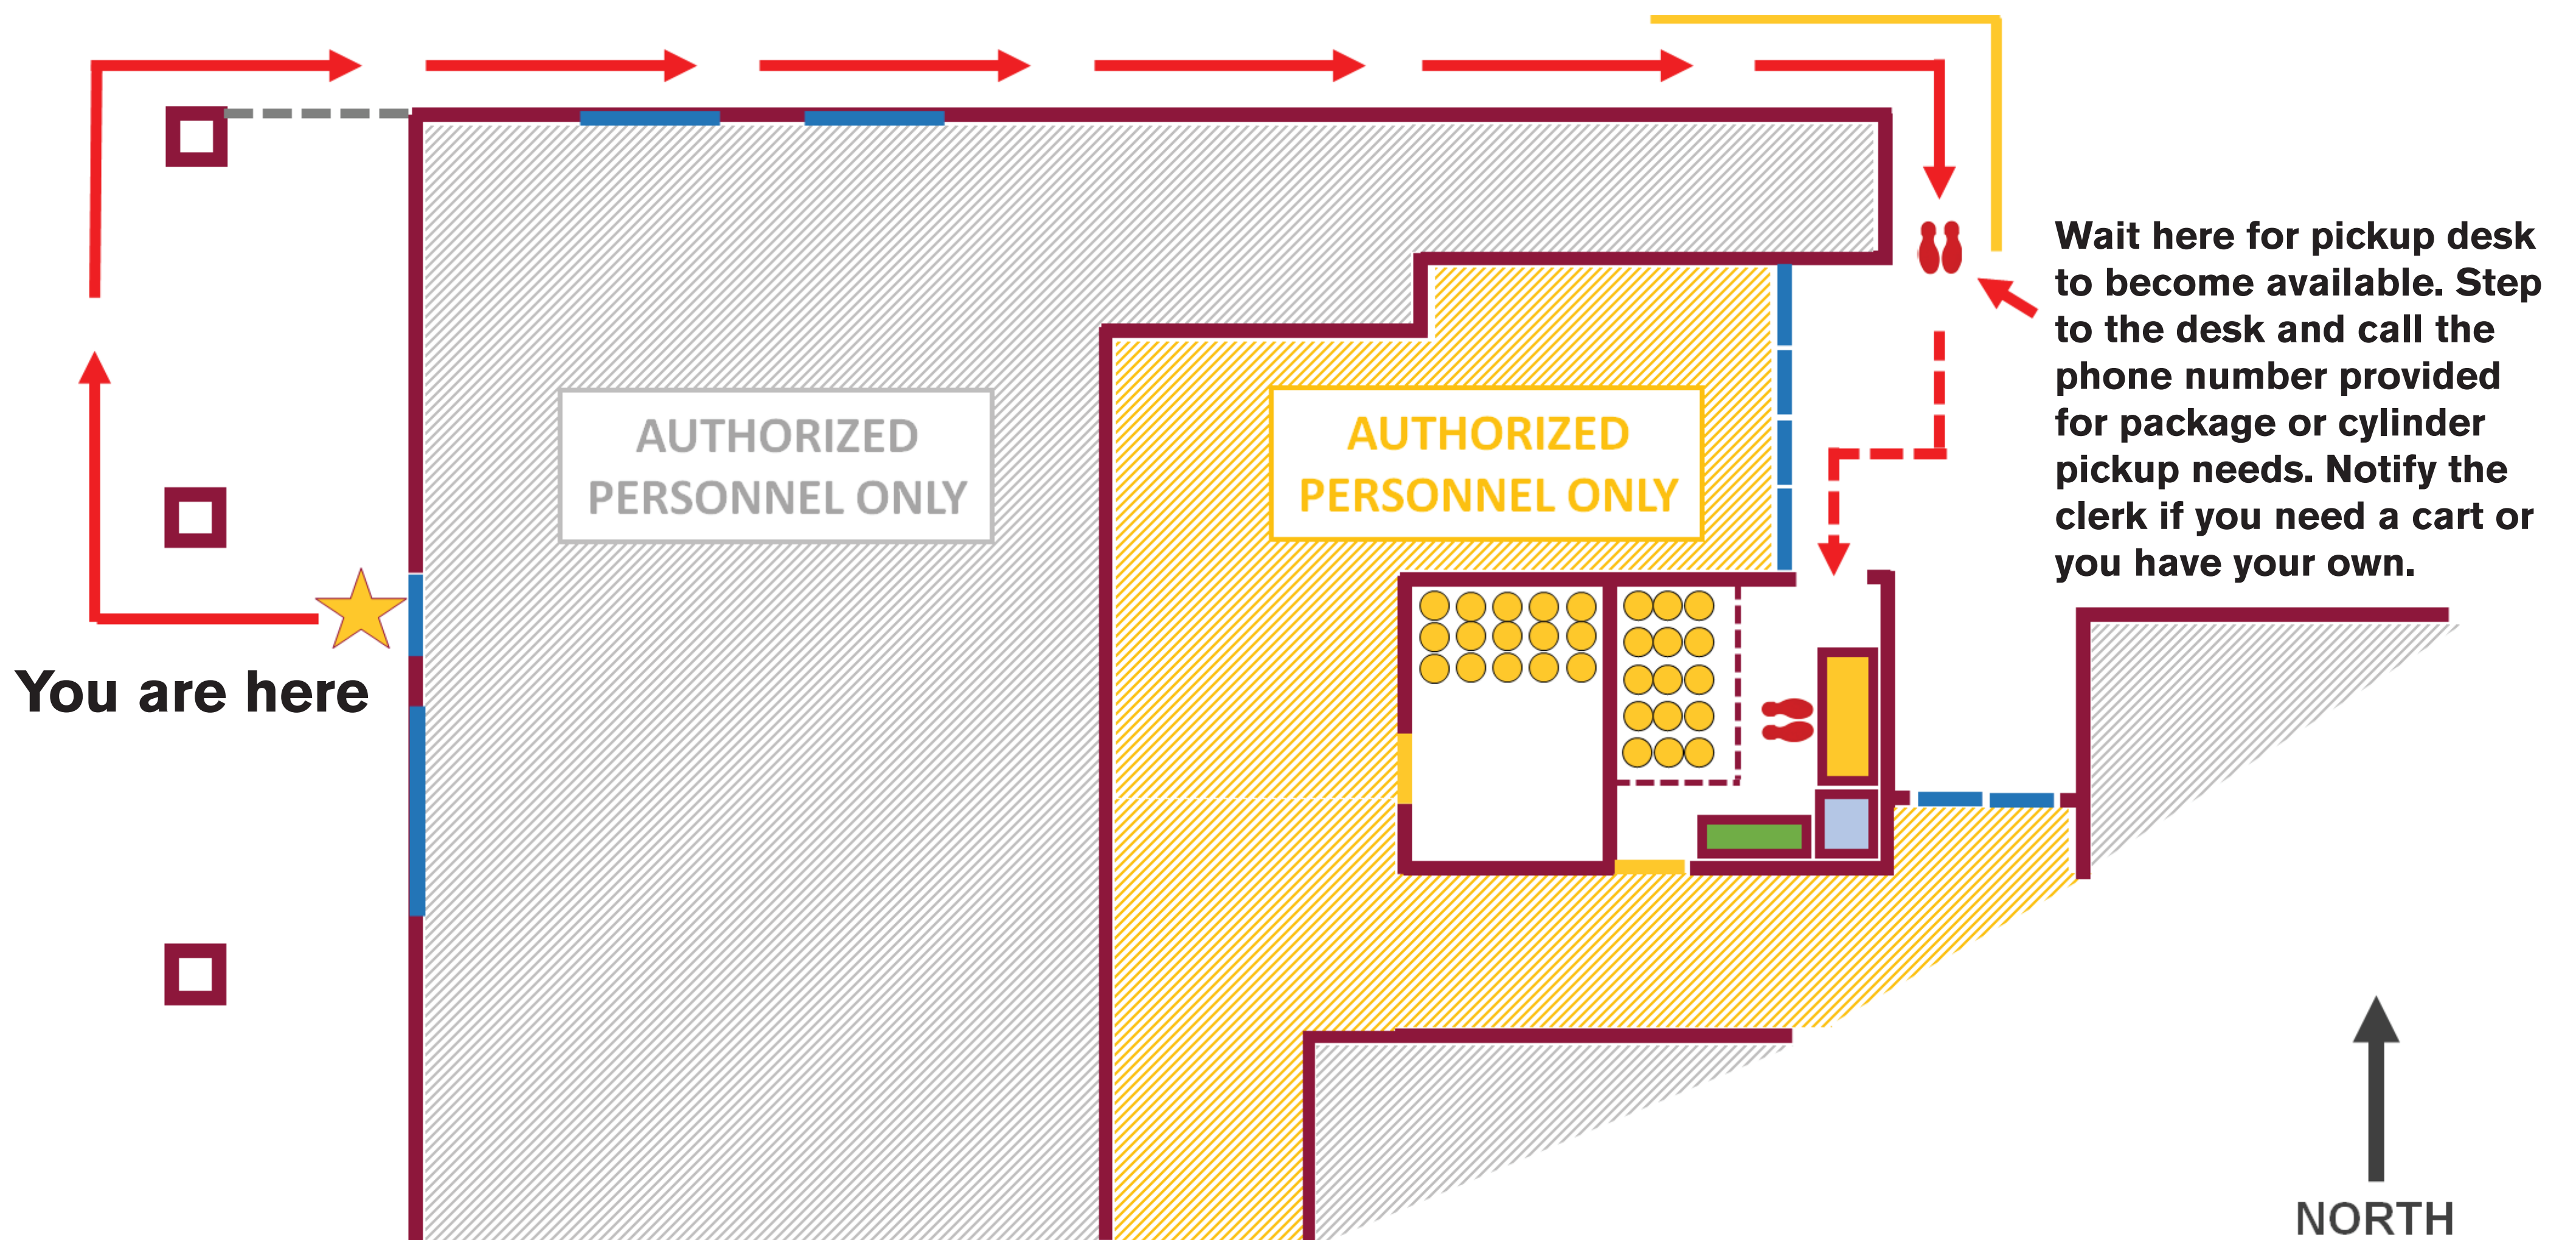 Wait here for pickup desk
to become available. Step
to the desk and call the
phone number provided
for package or cylinder
pickup needs. Notify the
clerk if you need a cart or
you have your own.
AUTHORIZED
PERSONNEL ONLY
AUTHORIZED
PERSONNEL ONLY
You are here
NORTH